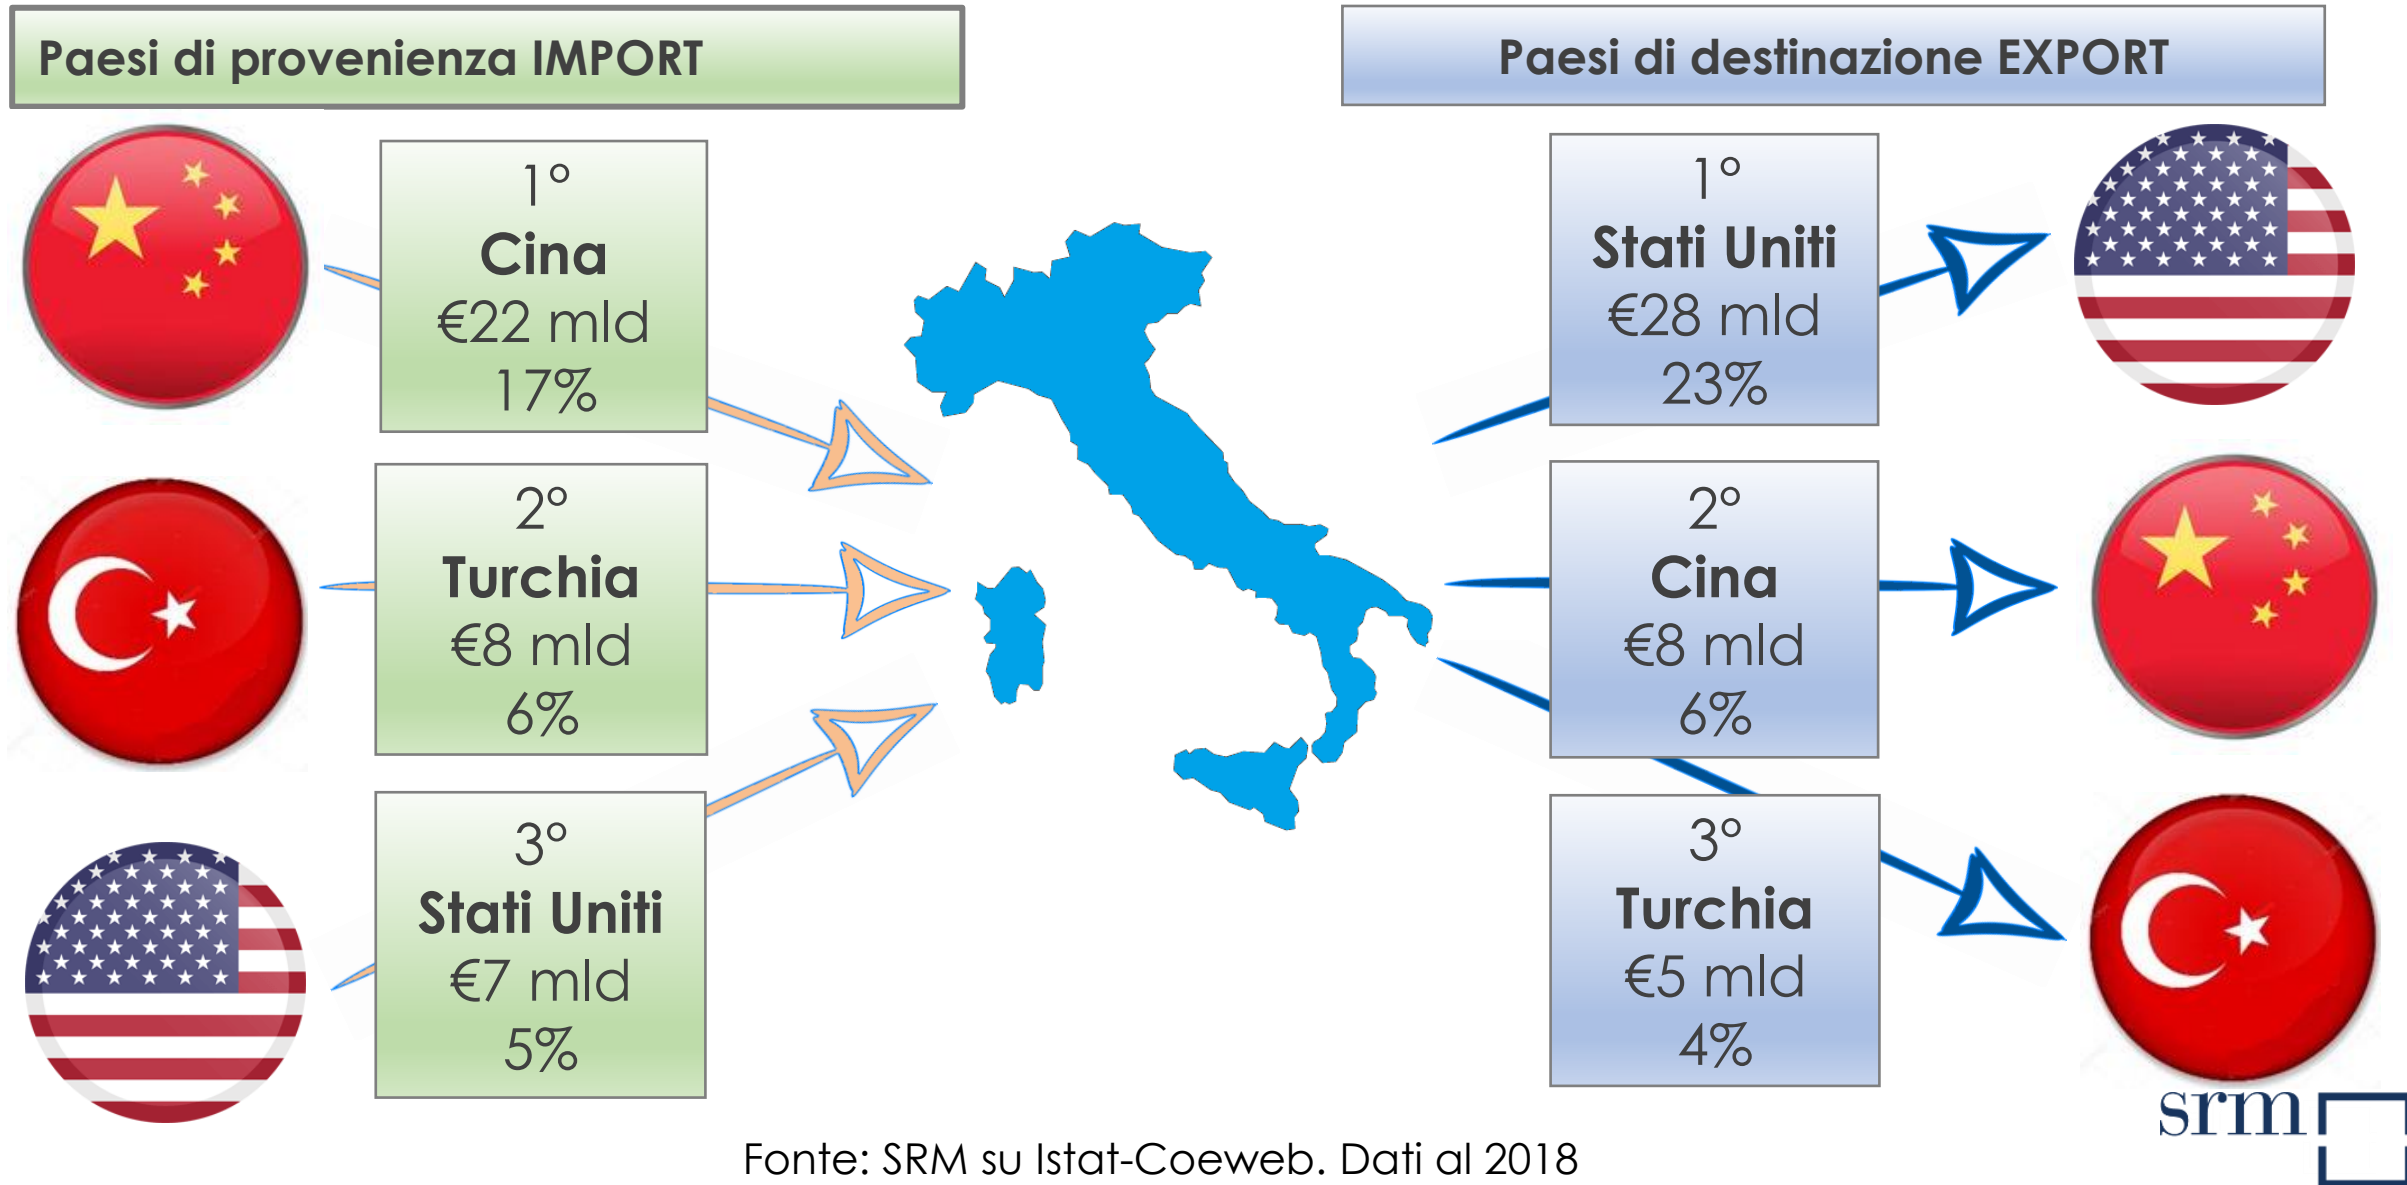 Paesi di provenienza IMPORT
1°
Cina
€22 mld
17%
2°
Turchia
€8 mld
6%
3°
Stati Uniti
€7 mld
5%
Paesi di destinazione EXPORT
1°
Stati Uniti
€28 mld
23%
2°
Cina
€8 mld
6%
3°
Turchia
€5 mld
4%
srm
Fonte: SRM su Istat-Coeweb. Dati al 2018